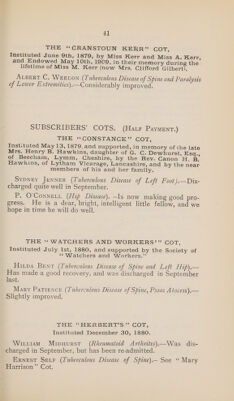 41
THE "CRANSTOUN KERR" COT,
Instituted June 9th, 1879, by Miss Kerr and Miss A. Kerr,
and Endowed May 10th, 1909, in their memory during the
lifetime of Miss M. Kerr (now Mrs. Clifford Gilbert).
ALBERT C. WEEDON (Tuberculous Disease of Spine and Paralysis
of Lower Extremities).—Considerably improved.
SUBSCRIBERS' COTS. (HALF PAYMENT.)
THE "CONSTANCE" COT,
Instituted May 13, 1879, and supported, in memory of the late
Mrs. Henry B. Hawkins, daughter of G. C. Dewhurst, Esq.,
of Beecham, Lymm, Cheshire, by the Rev. Canon H. B.
Hawkins, of Lytham Vicarage, Lancashire, and by the near
members of his and her family.
SYDNEY JENNER (Tuberculous Disease of Left Foot).—Dis-
charged quite well in September.
P. O'CONNELL (Hip Disease). -Is now making good pro-
gress. He is a dear, bright, intelligent little fellow, and we
hope in time he will do well.
THE "WATCHERS AND WORKERS'" COT,
Instituted July 1st, 1880, and supported by the Society of
"Watchers and Workers."
HILDA BENT (Tuberculous Disease of Spine and Left Hip).—
Has made a good recovery, and was discharged in September
last.
MARY PATIENCE (Tuberculous Disease of Spine, Psoas Abscess).—
Slightly improved.
THE "HERBERT'S" COT,
Instituted December 30, 1880.
WILLIAM MIDHURST (Rheumatoid Arthritis).—Was dis-
charged in September, but has been re-admitted.
ERNEST SELF (Tuberculous Disease of Spine).- See "Mary
Harrison" Cot.